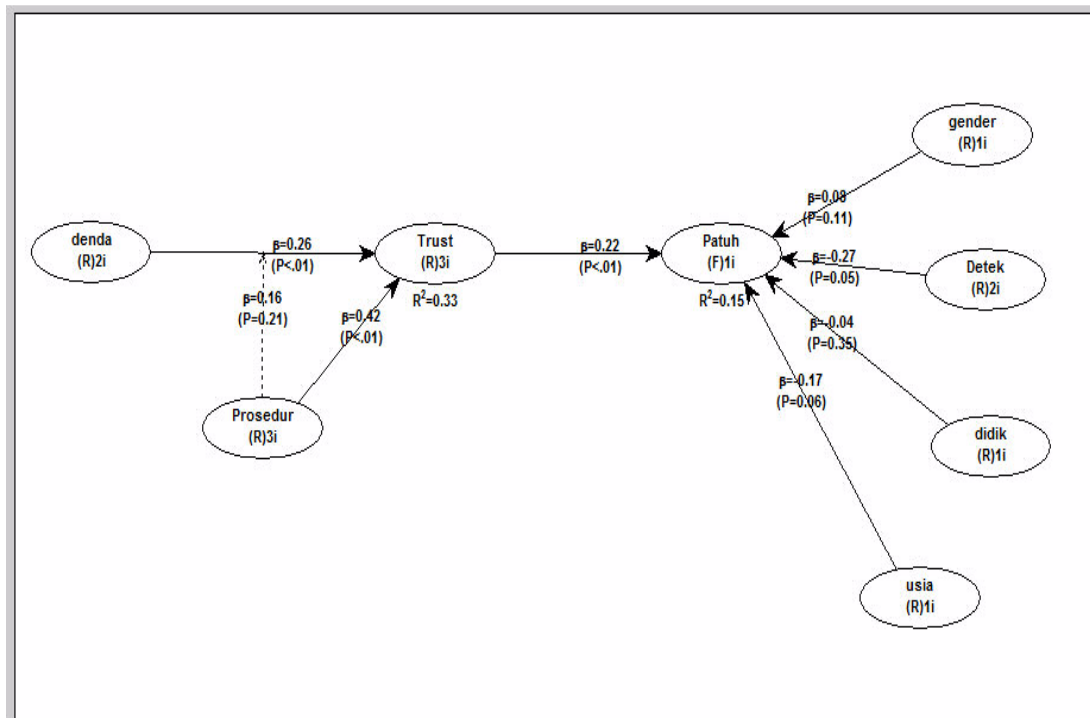 gender
(R)1i
β=0.08
(P=0.11)
denda
(R)2i
β=0.26
(P<.01)
Trust
(R)3i
R²=0.33
β=0.22
(P<.01)
Patuh
(F)1i
R²=0.15
β=-0.27
(P=0.05)
Detek
(R)2i
β=0.16
(P=0.21)
β=0.42
(P<.01)
β=-0.04
(P=0.35)
β=-0.17
(P=0.06)
Prosedur
(R)3i
didik
(R)1i
usia
(R)1i